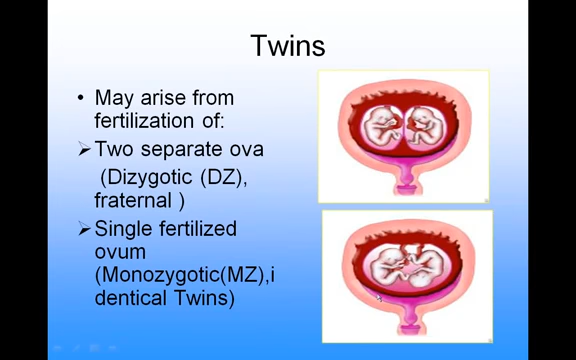 Twins
• May arise from
fertilization of:
➢ Two separate ova
(Dizygotic (DZ),
fraternal )
➢ Single fertilized
ovum
(Monozygotic(MZ),i
dentical Twins)